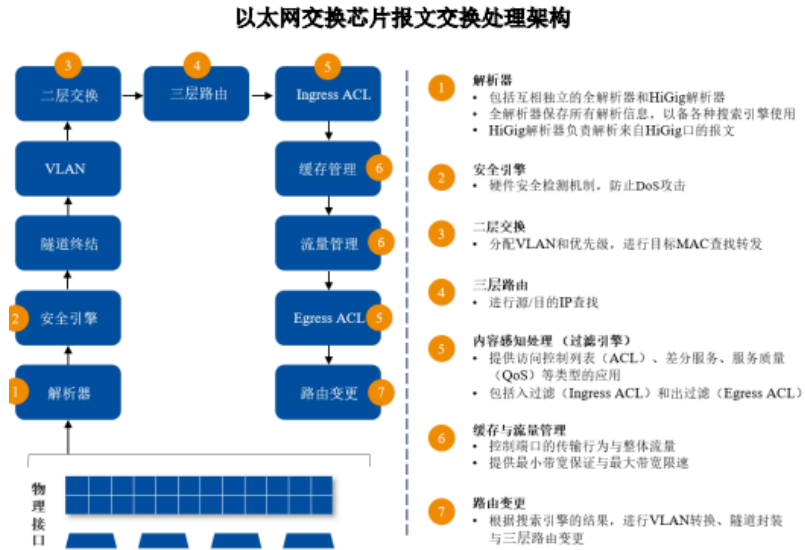 以太网交换芯片报文交换处理架构
3
4
5
二层交换
三层路由
Ingress ACL
VLAN
缓存管理
6
隧道终结
流量管理
6
2
安全引擎
Egress ACL
5
1
解析器
路由变更
7
物理接口
1
解析器
• 包括互相独立的全解析器和HiGig解析器
• 全解析器保存所有解析信息，以备各种搜索引擎使用
• HiGig解析器负责解析来自HiGig口的报文
2
安全引擎
• 硬件安全检测机制，防止DoS攻击
3
二层交换
• 分配VLAN和优先级，进行目标MAC查找转发
4
三层路由
• 进行源/目的IP查找
5
内容感知处理 （过滤引擎）
• 提供访问控制列表（ACL）、差分服务、服务质量
（QoS）等类型的应用
• 包括入过滤（Ingress ACL）和出过滤（Egress ACL）
6
缓存与流量管理
• 控制端口的传输行为与整体流量
• 提供最小带宽保证与最大带宽限速
7
路由变更
• 根据搜索引擎的结果，进行VLAN转换、隧道封装
与三层路由变更